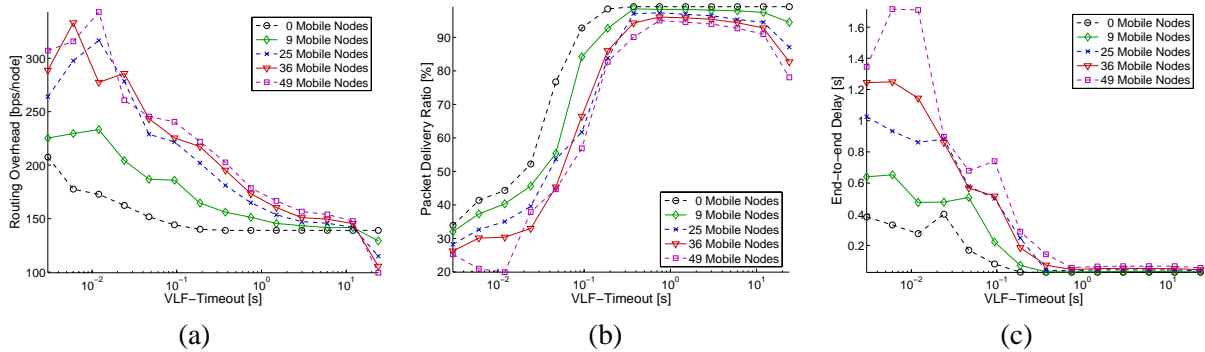 Routing Overhead [bps/node]
300
250
200
150
100
10^-2
10^-1
10^0
10^1
VLF-Timeout [s]
0 Mobile Nodes
9 Mobile Nodes
25 Mobile Nodes
36 Mobile Nodes
49 Mobile Nodes
(a)
Packet Delivery Ratio [%]
90
80
70
60
50
40
30
20
10^-2
10^-1
10^0
10^1
VLF-Timeout [s]
0 Mobile Nodes
9 Mobile Nodes
25 Mobile Nodes
36 Mobile Nodes
49 Mobile Nodes
(b)
End-to-end Delay [s]
1.6
1.4
1.2
1
0.8
0.6
0.4
0.2
10^-2
10^-1
10^0
10^1
VLF-Timeout [s]
0 Mobile Nodes
9 Mobile Nodes
25 Mobile Nodes
36 Mobile Nodes
49 Mobile Nodes
(c)